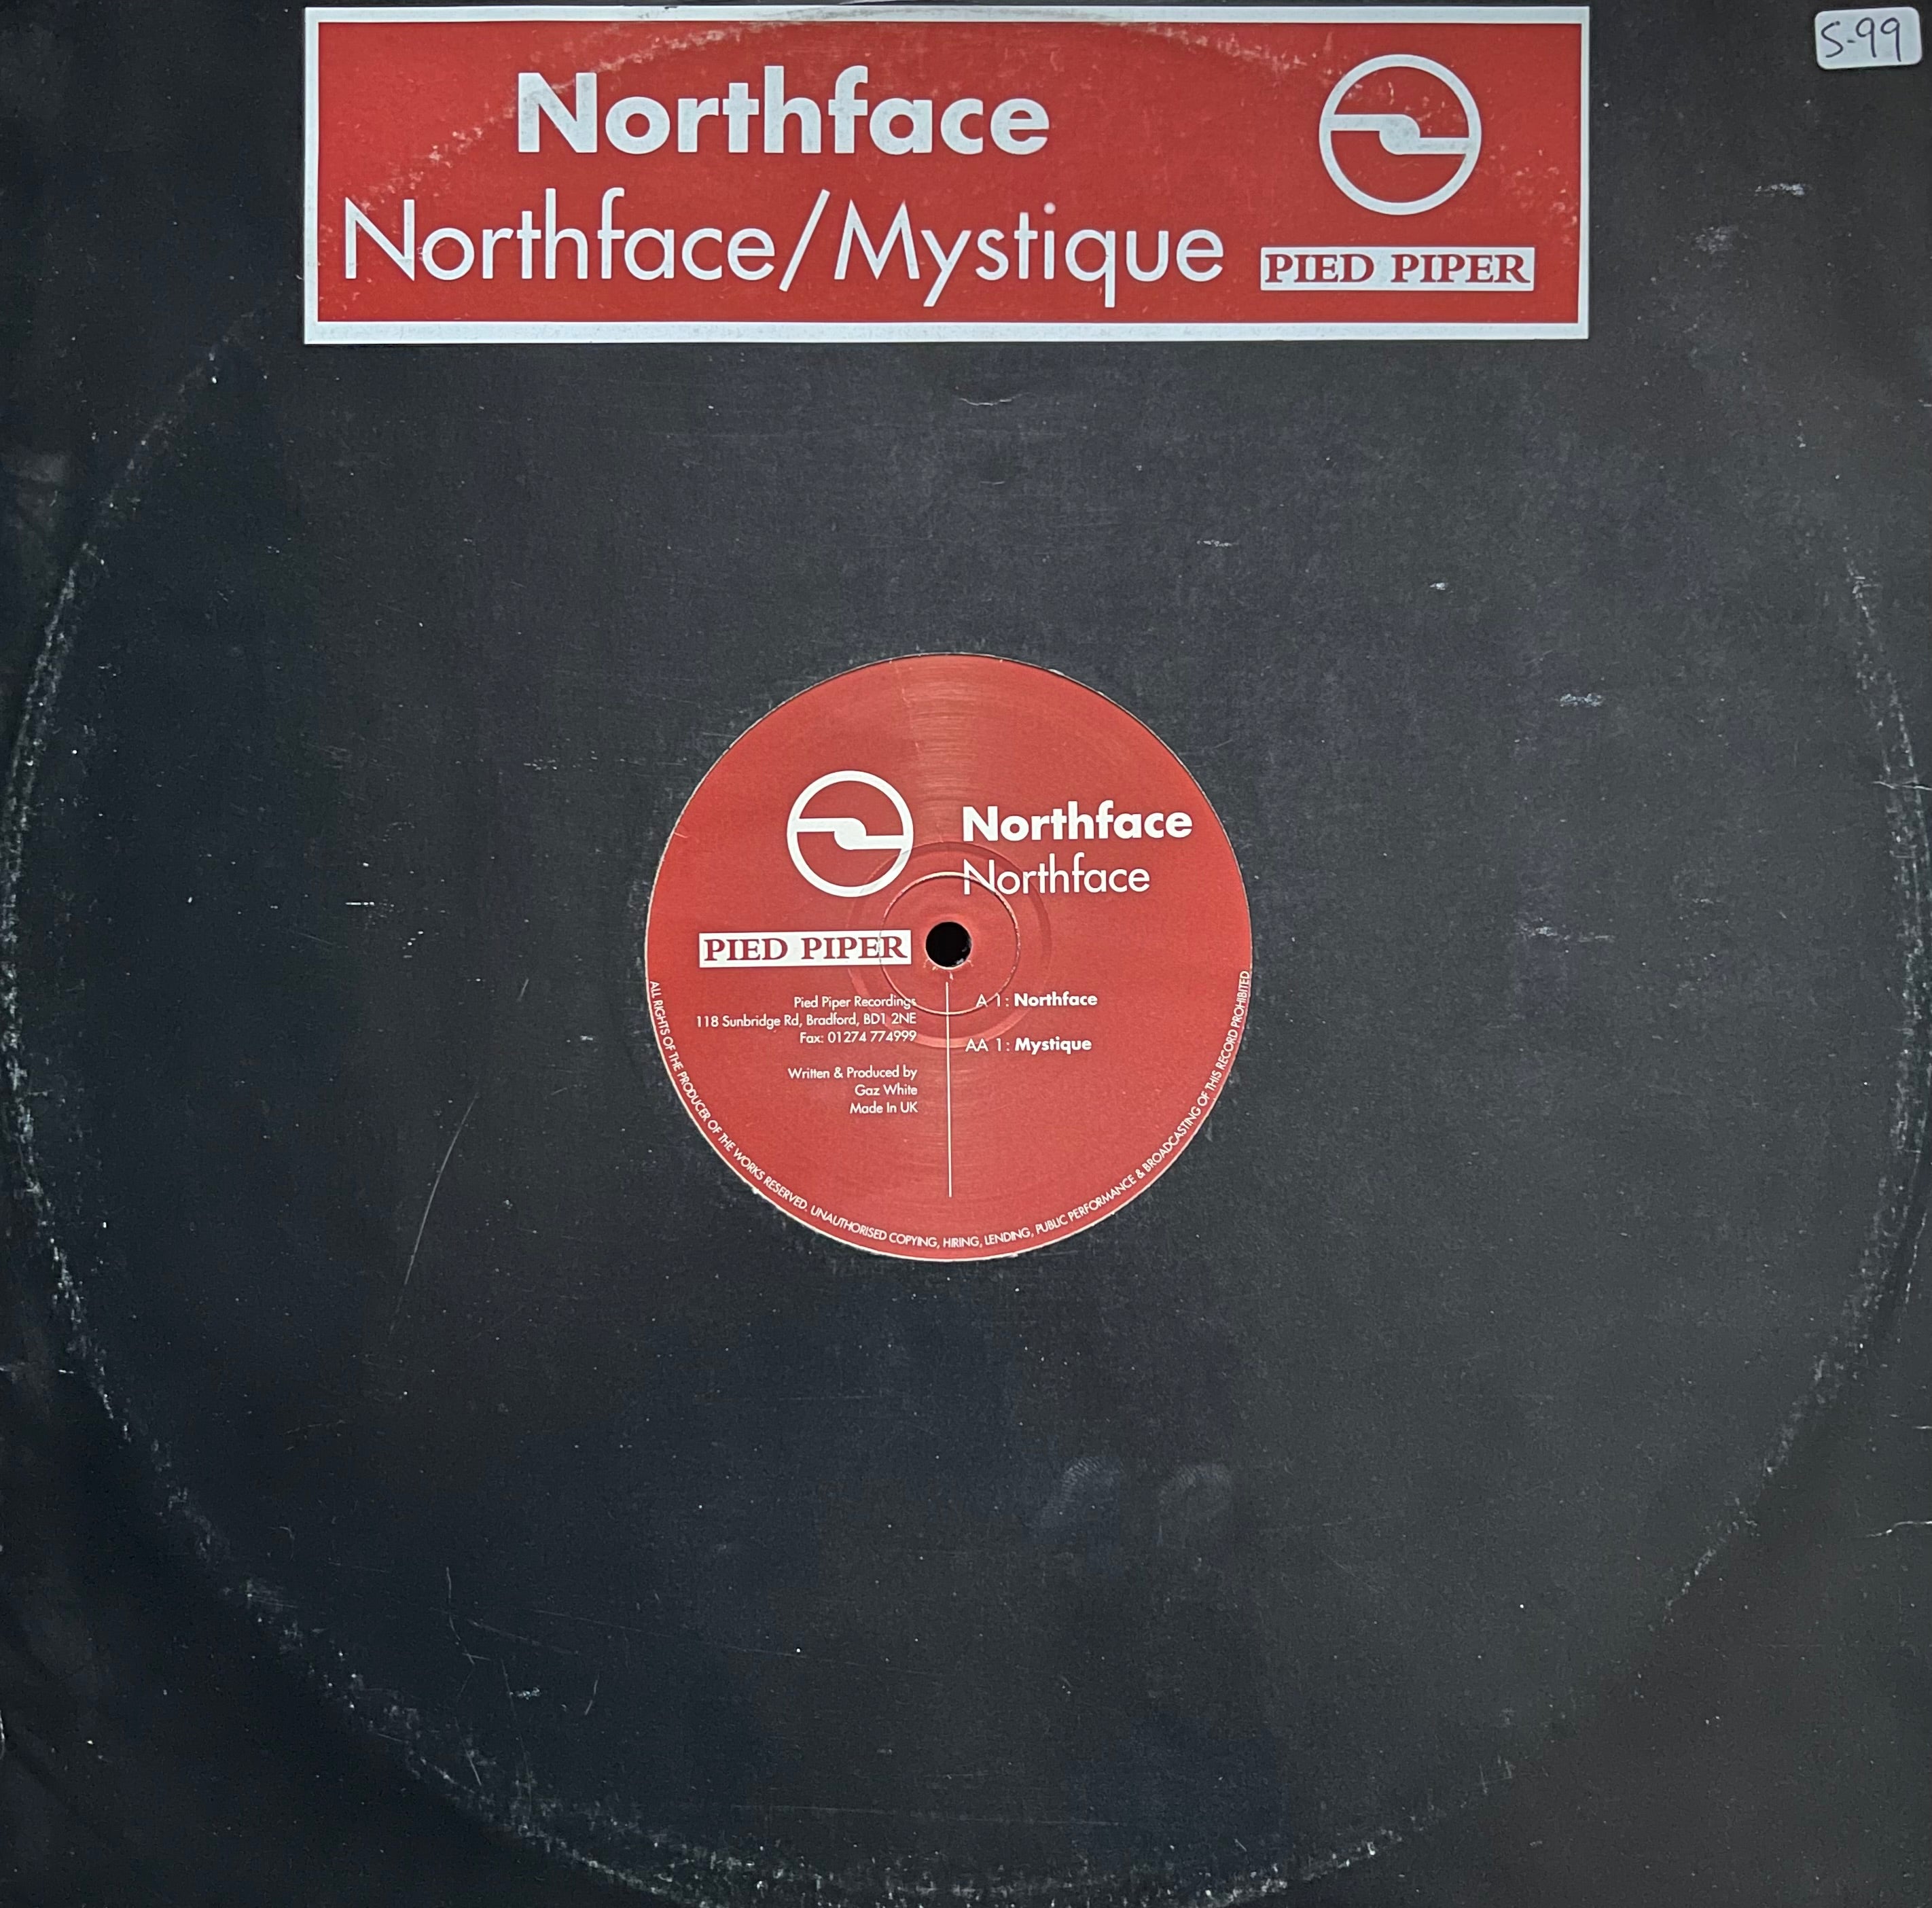 Northface
Northface/Mystique
PIED PIPER
S-99
Northface
Northface
PIED PIPER
Pied Piper Recordings
118 Sunbridge Rd, Bradford, BD1 2NE
Fax: 01274 774999
Written & Produced by
Gaz White
Made In UK
A 1: Northface
AA 1: Mystique
ALL RIGHTS OF THE PRODUCER OF THE WORKS RESERVED. UNAUTHORISED COPYING, HIRING, LENDING, PUBLIC PERFORMANCE & BROADCASTING OF THIS RECORD PROHIBITED